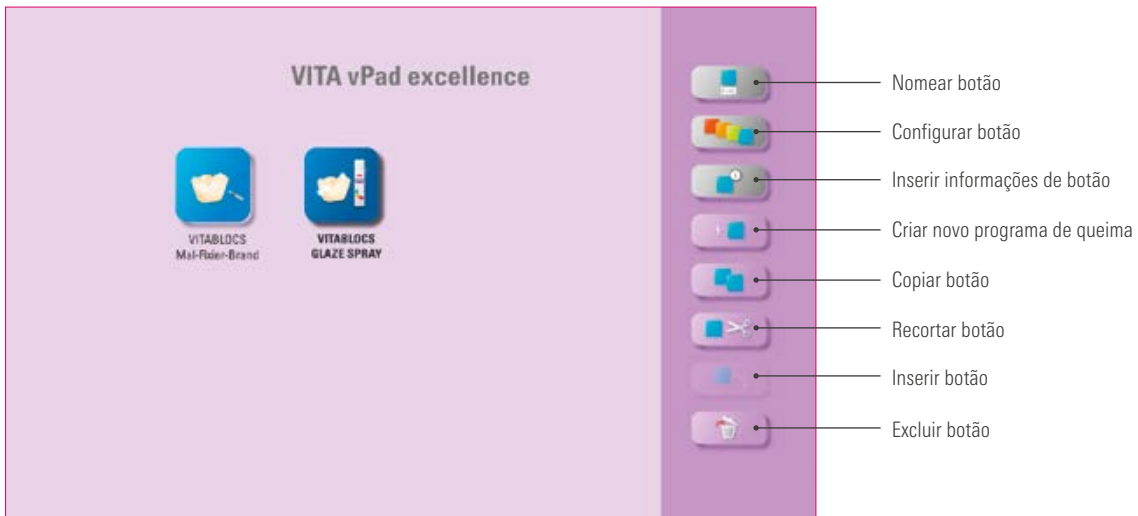 VITA vPad excellence
VITABLOCS
Mal-Fixier-Brand
VITABLOCS
GLAZE SPRAY
Nomear botão
Configurar botão
Inserir informações de botão
Criar novo programa de queima
Copiar botão
Recortar botão
Inserir botão
Excluir botão